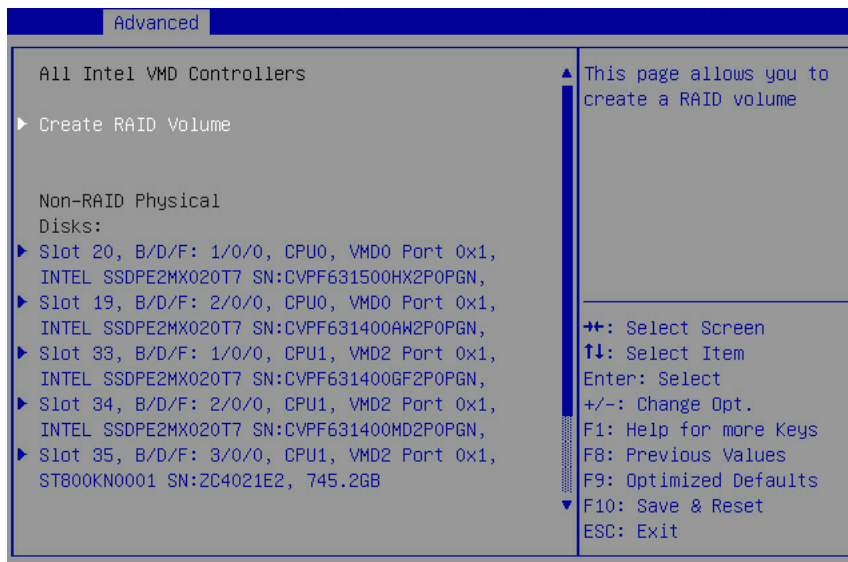 Advanced
All Intel VMD Controllers
Create RAID Volume
Non-RAID Physical
Disks:
Slot 20, B/D/F: 1/0/0, CPU0, VMD0 Port 0x1,
INTEL SSDPE2MX020T7 SN:CVPF631500HX2P0PGN,
Slot 19, B/D/F: 2/0/0, CPU0, VMD0 Port 0x1,
INTEL SSDPE2MX020T7 SN:CVPF631400AW2P0PGN,
Slot 33, B/D/F: 1/0/0, CPU1, VMD2 Port 0x1,
INTEL SSDPE2MX020T7 SN:CVPF631400GF2P0PGN,
Slot 34, B/D/F: 2/0/0, CPU1, VMD2 Port 0x1,
INTEL SSDPE2MX020T7 SN:CVPF631400MD2P0PGN,
Slot 35, B/D/F: 3/0/0, CPU1, VMD2 Port 0x1,
ST800KN0001 SN:ZC4021E2, 745.2GB
This page allows you to
create a RAID volume
→←: Select Screen
↑↓: Select Item
Enter: Select
+/-: Change Opt.
F1: Help for more Keys
F8: Previous Values
F9: Optimized Defaults
F10: Save & Reset
ESC: Exit